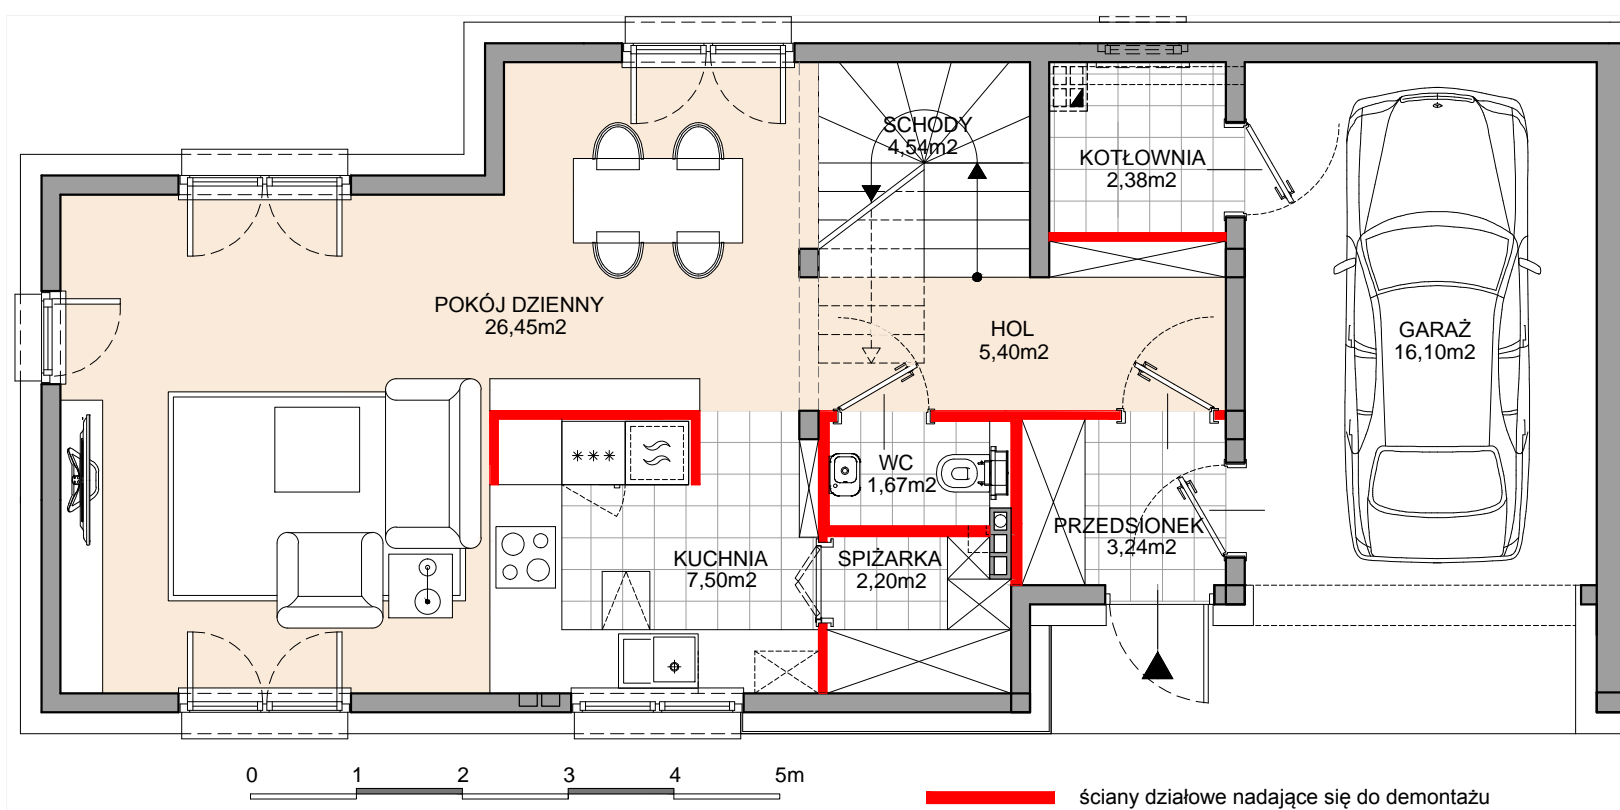 SCHODY
4,54m2
KOTŁOWNIA
2,38m2
POKÓJ DZIENNY
26,45m2
HOL
5,40m2
GARAŻ
16,10m2
WC
1,67m2
PRZEDSIONEK
3,24m2
KUCHNIA
7,50m2
SPIŻARKA
2,20m2
0 1 2 3 4 5m
ściany działowe nadające się do demontażu